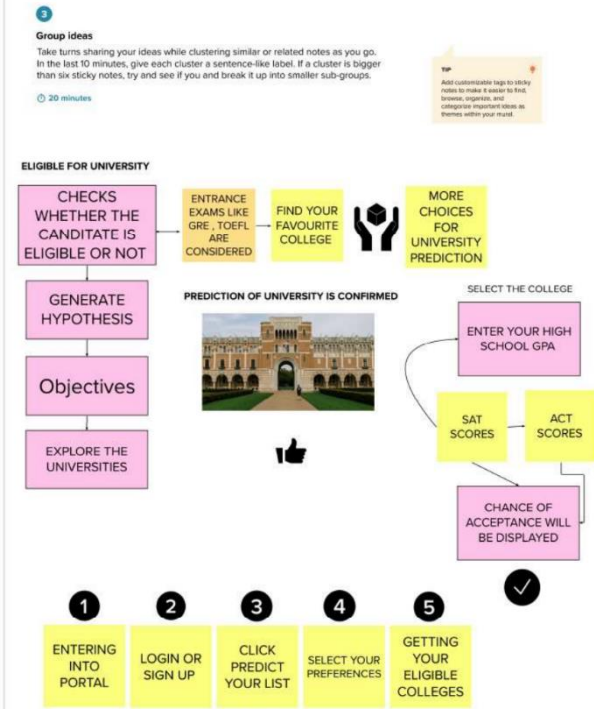 3
Group ideas
Take turns sharing your ideas while clustering similar or related notes as you go.
In the last 10 minutes, give each cluster a sentence-like label. If a cluster is bigger
than six sticky notes, try and see if you and break it up into smaller sub-groups.
20 minutes
TIP
Add customizable tags to sticky
notes to make it easier to find,
browse, organize, and
categorize important ideas as
themes within your mural.
ELIGIBLE FOR UNIVERSITY
CHECKS
WHETHER THE
CANDITATE IS
ELIGIBLE OR NOT
ENTRANCE
EXAMS LIKE
GRE , TOEFL
ARE
CONSIDERED
FIND YOUR
FAVOURITE
COLLEGE
MORE
CHOICES
FOR
UNIVERSITY
PREDICTION
GENERATE
HYPOTHESIS
Objectives
EXPLORE THE
UNIVERSITIES
PREDICTION OF UNIVERSITY IS CONFIRMED
SELECT THE COLLEGE
ENTER YOUR HIGH
SCHOOL GPA
SAT
SCORES
ACT
SCORES
CHANCE OF
ACCEPTANCE WILL
BE DISPLAYED
1
2
3
4
5
ENTERING
INTO
PORTAL
LOGIN OR
SIGN UP
CLICK
PREDICT
YOUR LIST
SELECT YOUR
PREFERENCES
GETTING
YOUR
ELIGIBLE
COLLEGES